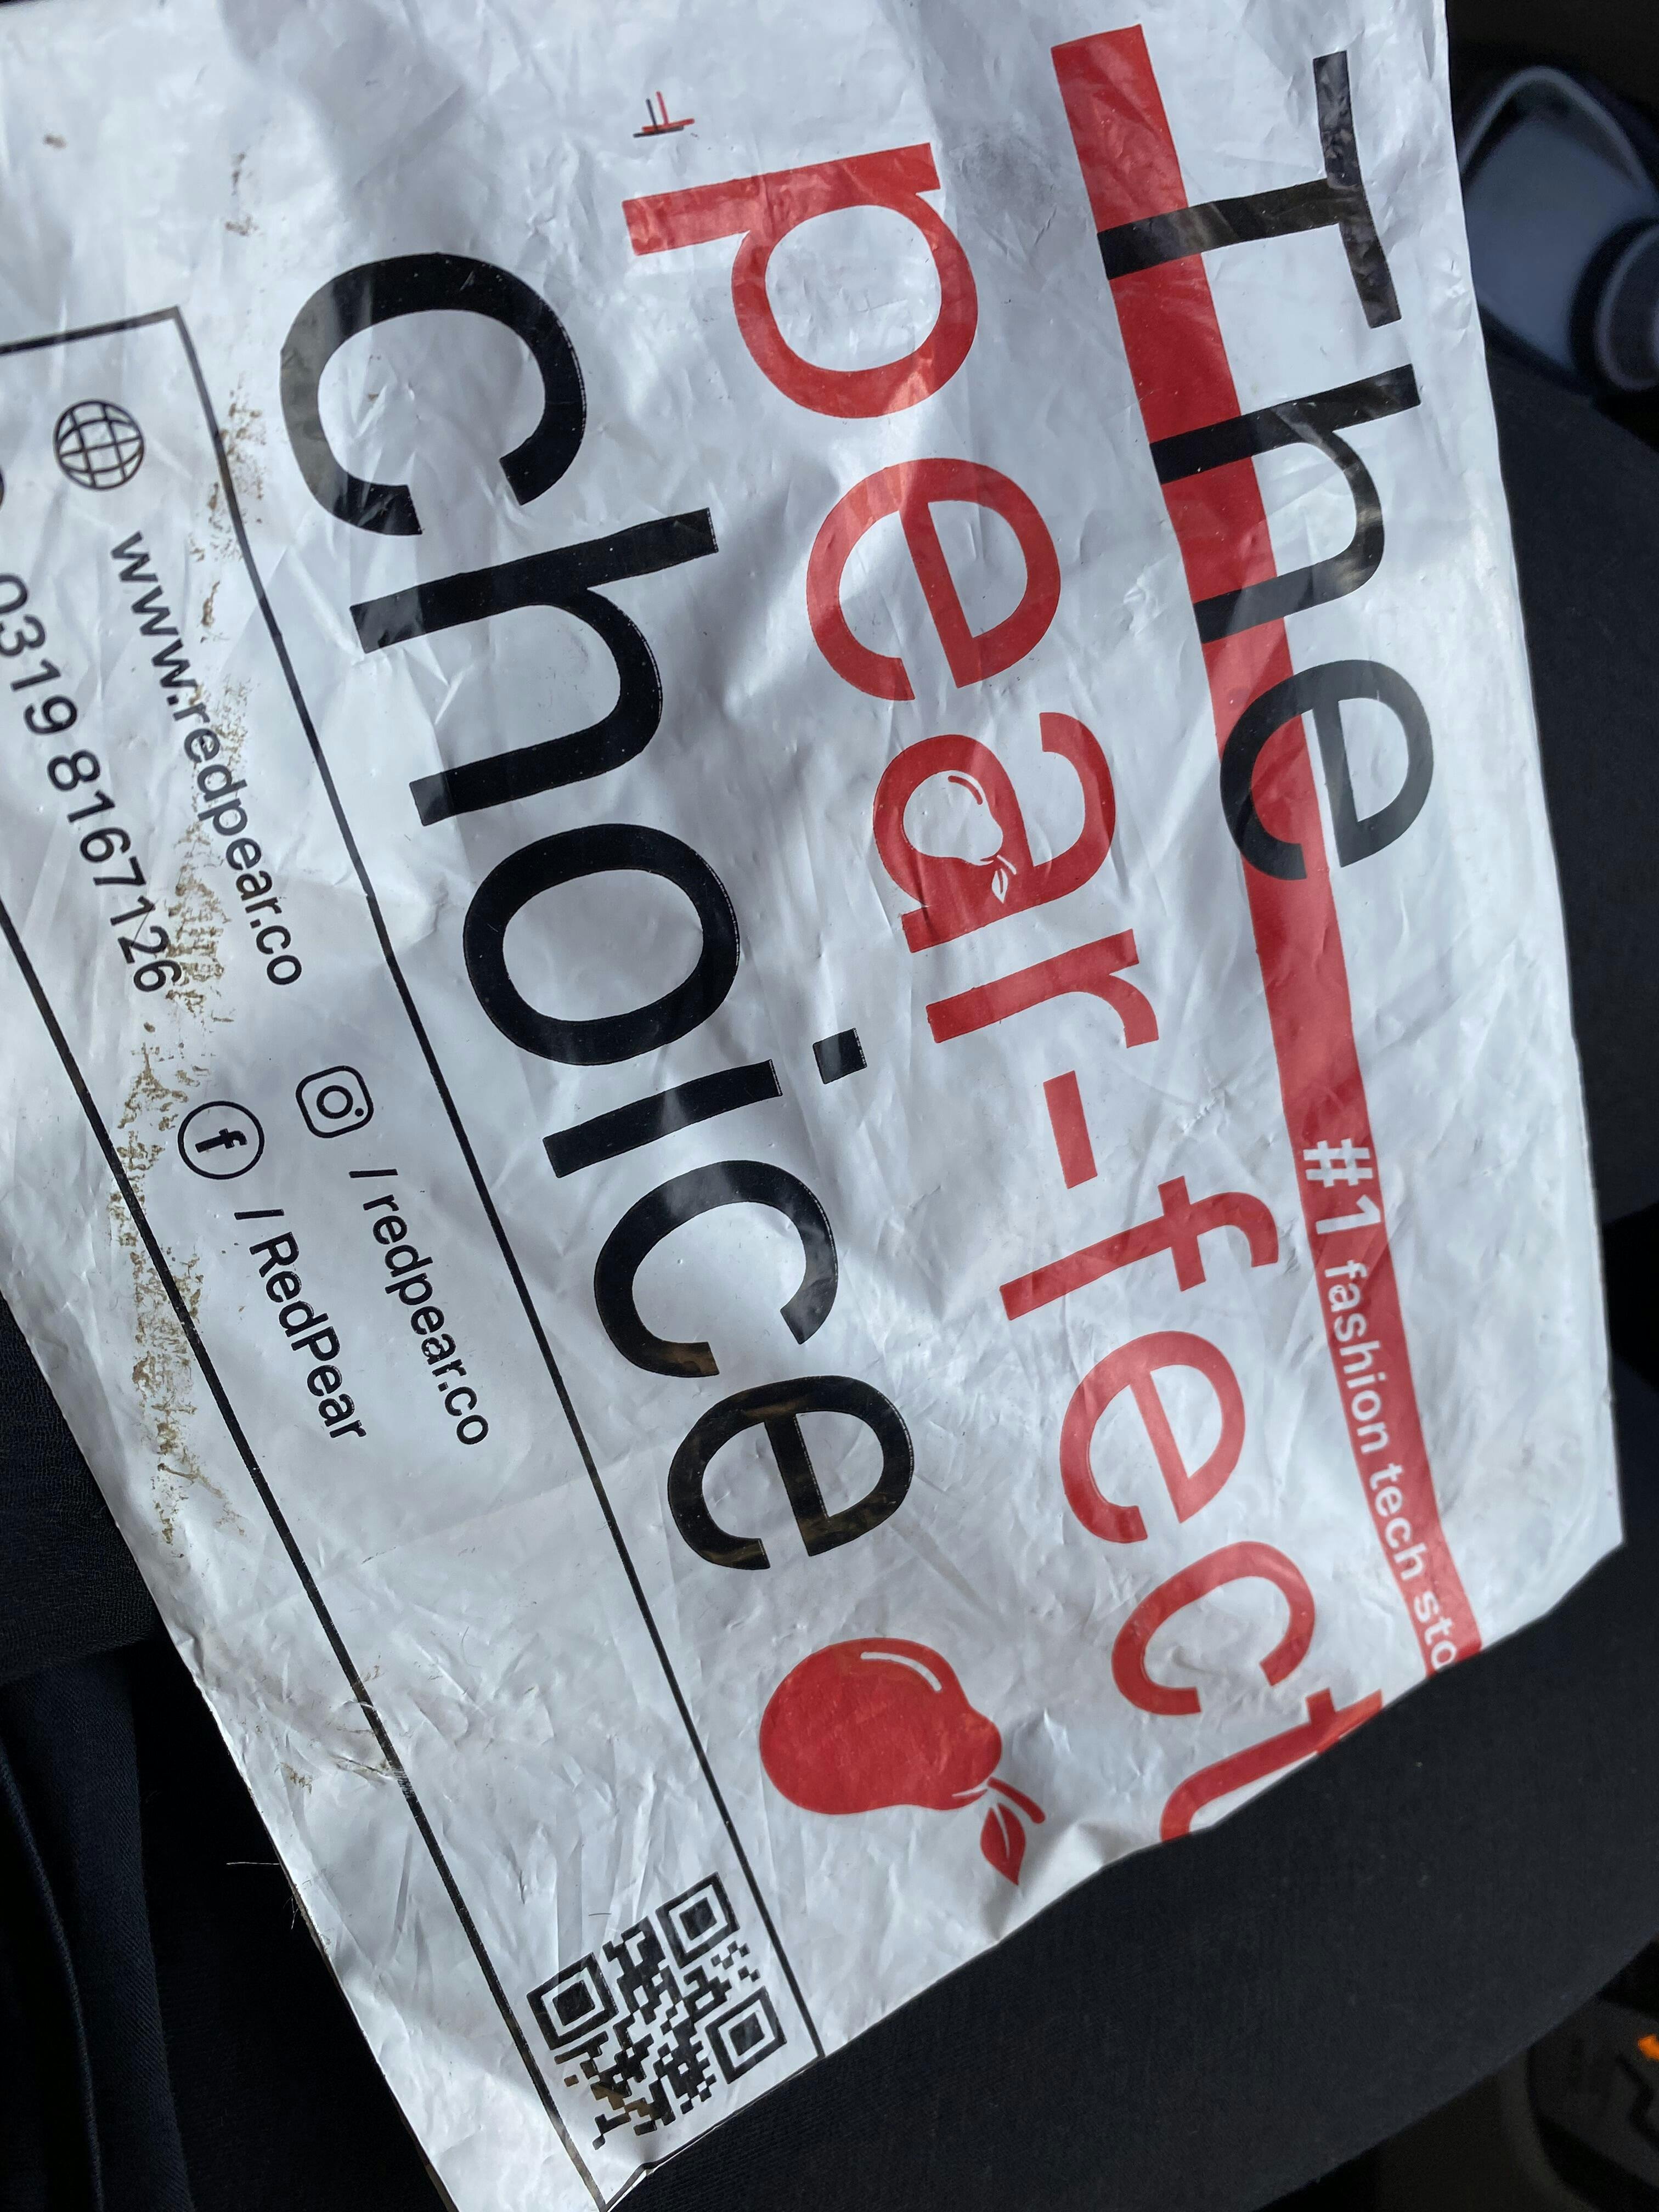 The
#1 fashion tech sto
pear-fect
choice
www.redpear.co
/redpear.co
0319 8167126
/RedPear